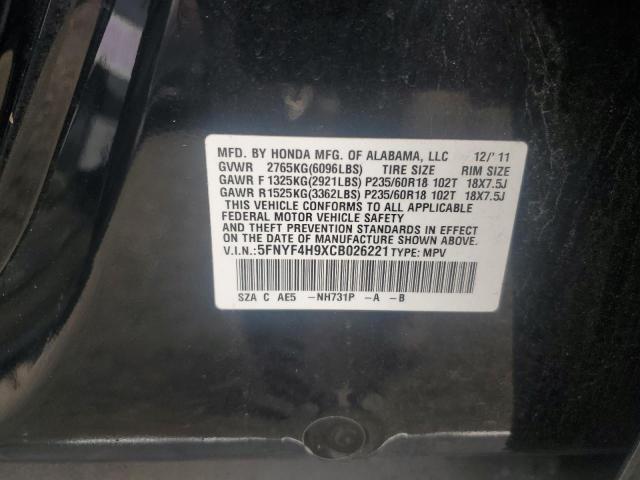 MFD. BY HONDA MFG. OF ALABAMA, LLC 12/'11
GVWR 2765KG(6096LBS) TIRE SIZE RIM SIZE
GAWR F 1325KG(2921LBS) P235/60R18 102T 18X7.5J
GAWR R1525KG(3362LBS) P235/60R18 102T 18X7.5J
THIS VEHICLE CONFORMS TO ALL APPLICABLE
FEDERAL MOTOR VEHICLE SAFETY
AND THEFT PREVENTION STANDARDS IN EFFECT
ON THE DATE OF MANUFACTURE SHOWN ABOVE.
V.I.N.: 5FNYF4H9XCB026221 TYPE: MPV
SZA C AE5 -NH731P -A -B